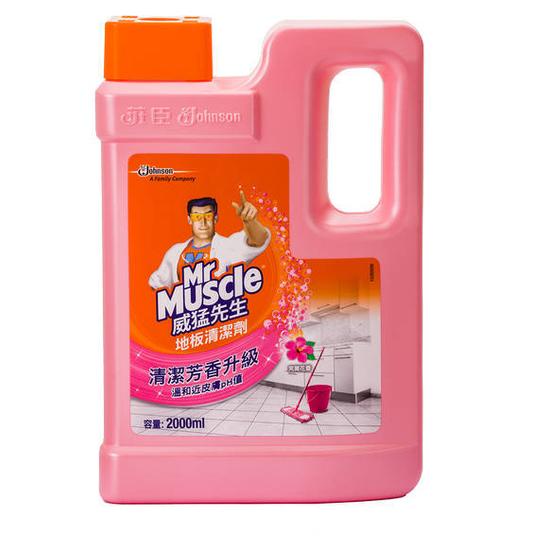 莊臣 Johnson
SC Johnson
A Family Company
Mr
Muscle
威猛先生
地板清潔劑
清潔芳香升級
溫和近皮膚pH值
容量: 2000ml